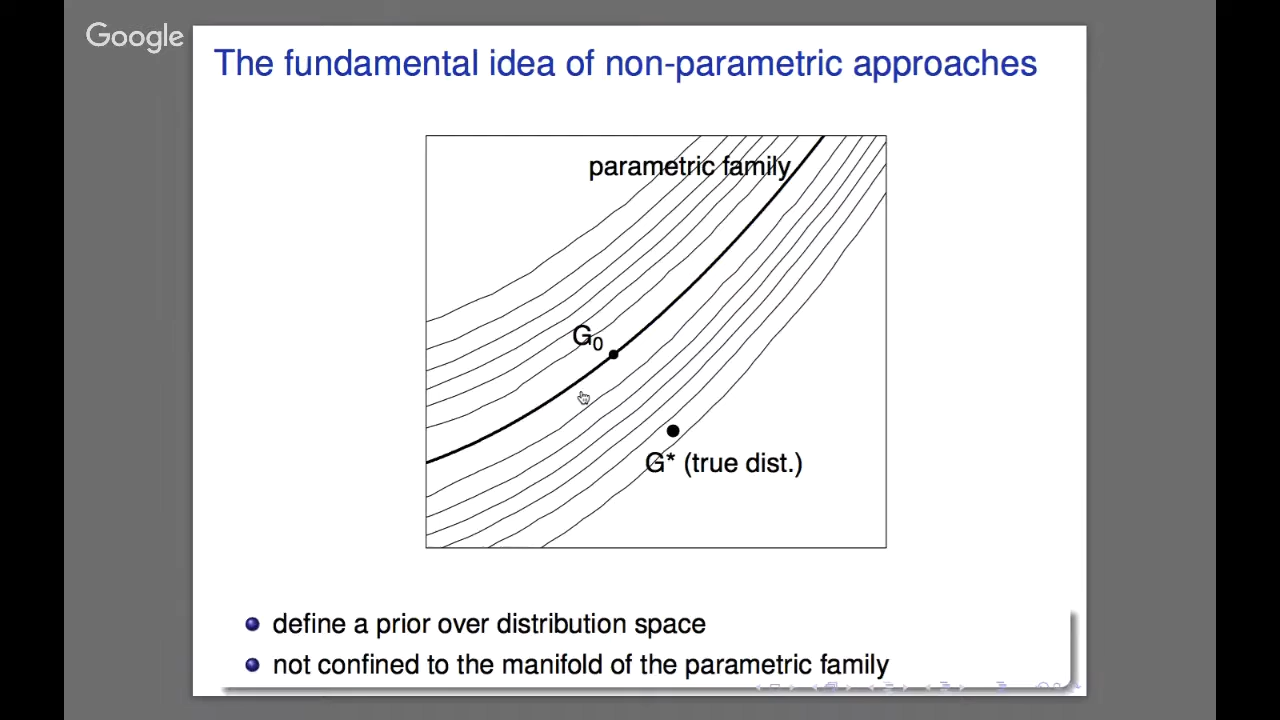 Google
The fundamental idea of non-parametric approaches
parametric family
G₀
G* (true dist.)
define a prior over distribution space
not confined to the manifold of the parametric family